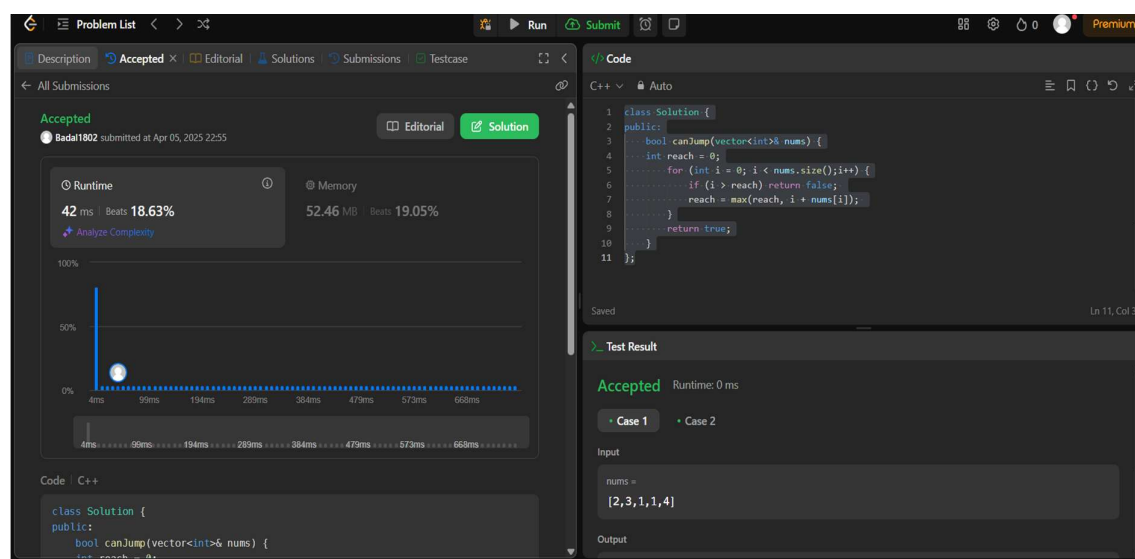 Problem List
Run
Submit
0
Premium
Description
Accepted
Editorial
Solutions
Submissions
Testcase
All Submissions
Accepted
Badal1802 submitted at Apr 05, 2025 22:55
Editorial
Solution
Runtime
42 ms | Beats 18.63%
Analyze Complexity
Memory
52.46 MB | Beats 19.05%
100%
50%
0%
4ms 99ms 194ms 289ms 384ms 479ms 573ms 668ms
4ms 99ms 194ms 289ms 384ms 479ms 573ms 668ms
Code | C++
class Solution {
public:
bool canJump(vector<int>& nums) {
int reach = 0;
</> Code
C++ Auto
1 class Solution {
2 public:
3 bool canJump(vector<int>& nums) {
4 int reach = 0;
5 for (int i = 0; i < nums.size();i++) {
6 if (i > reach) return false;
7 reach = max(reach, i + nums[i]);
8 }
9 return true;
10 }
11 };
Saved
Ln 11, Col 3
>_ Test Result
Accepted Runtime: 0 ms
• Case 1 • Case 2
Input
nums =
[2,3,1,1,4]
Output